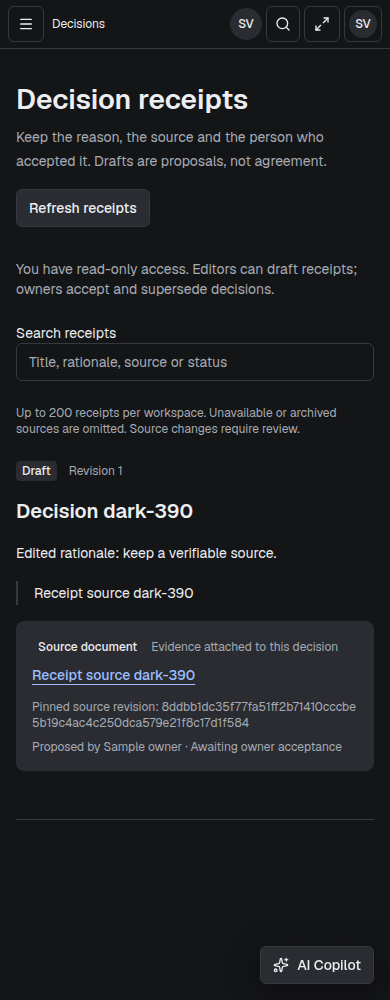 Decisions
SV
SV
Decision receipts
Keep the reason, the source and the person who
accepted it. Drafts are proposals, not agreement.
Refresh receipts
You have read-only access. Editors can draft receipts;
owners accept and supersede decisions.
Search receipts
Title, rationale, source or status
Up to 200 receipts per workspace. Unavailable or archived
sources are omitted. Source changes require review.
Draft Revision 1
Decision dark-390
Edited rationale: keep a verifiable source.
Receipt source dark-390
Source document Evidence attached to this decision
Receipt source dark-390
Pinned source revision: 8ddbb1dc35f77fa51ff2b71410cccbe
5b19c4ac4c250dca579e21f8c17d1f584
Proposed by Sample owner · Awaiting owner acceptance
AI Copilot